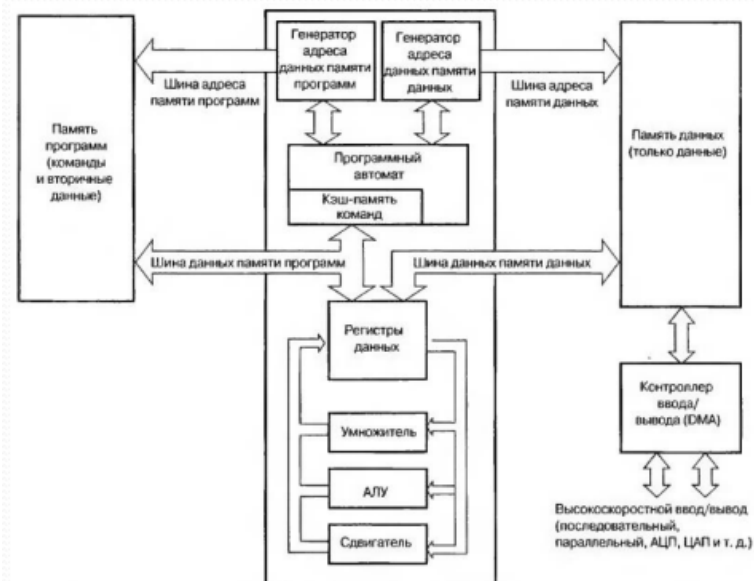 Генератор
адреса
данных памяти
программ
Генератор
адреса
данных памяти
данных
Шина адреса
памяти программ
Шина адреса
памяти данных
Память
программ
(команды
и вторичные
данные)
Программный
автомат
Кэш-память
команд
Память данных
(только данные)
Шина данных памяти программ
Шина данных памяти данных
Регистры
данных
Умножитель
АЛУ
Сдвигатель
Контроллер
ввода/
вывода (DMA)
Высокоскоростной ввод/вывод
(последовательный,
параллельный, АЦП, ЦАП и т. д.)